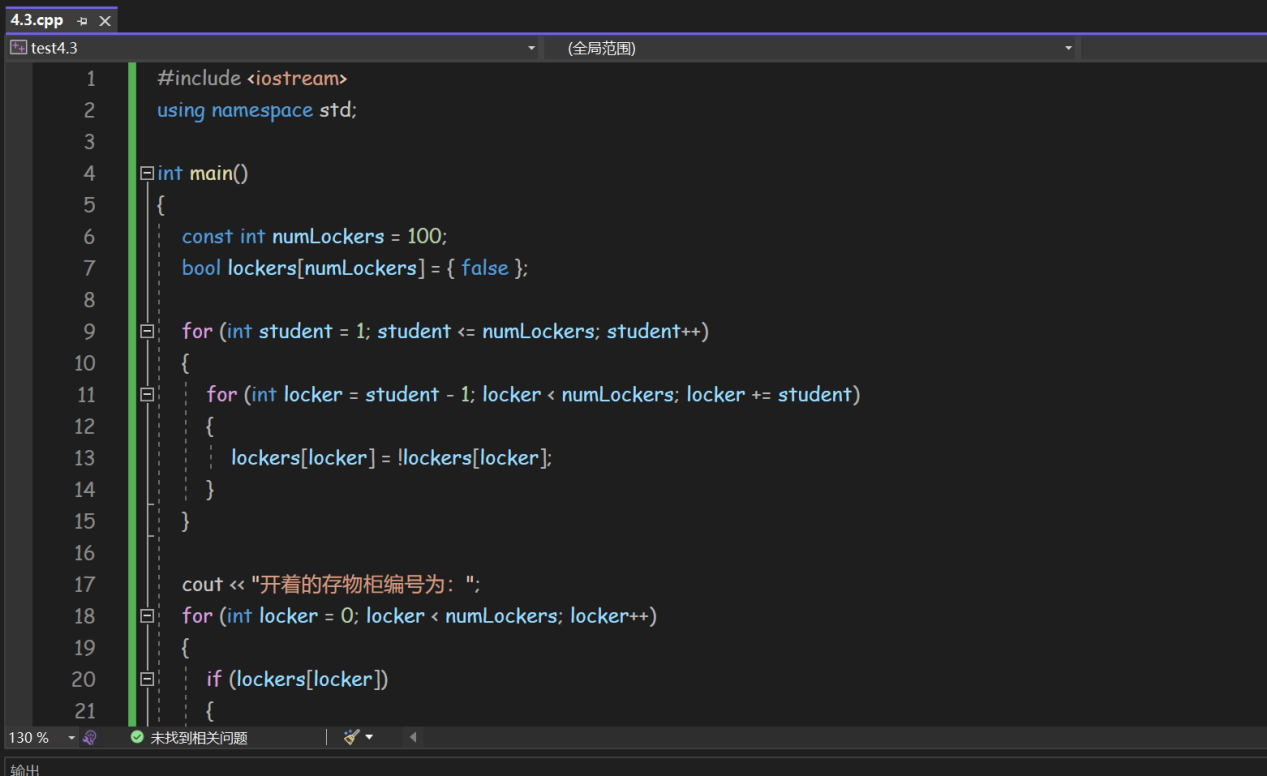 4.3.cpp
test4.3 (全局范围)
1 #include <iostream>
2 using namespace std;
3
4 int main()
5 {
6 const int numLockers = 100;
7 bool lockers[numLockers] = { false };
8
9 for (int student = 1; student <= numLockers; student++)
10 {
11 for (int locker = student - 1; locker < numLockers; locker += student)
12 {
13 lockers[locker] = !lockers[locker];
14 }
15 }
16
17 cout << "开着的存物柜编号为：";
18 for (int locker = 0; locker < numLockers; locker++)
19 {
20 if (lockers[locker])
21 {
130 % 未找到相关问题
输出